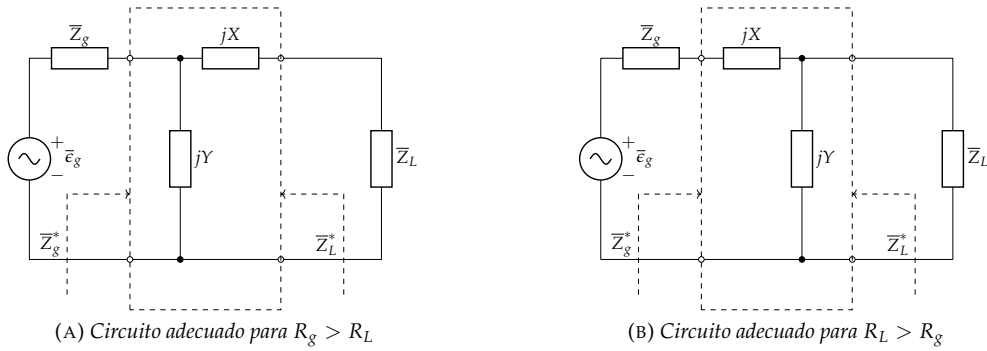 Z̅g
jX
+
ϵ̅g
−
jY
Z̅L
Z̅g*
Z̅L*
(A) Circuito adecuado para Rg > RL
Z̅g
jX
+
ϵ̅g
−
jY
Z̅L
Z̅g*
Z̅L*
(B) Circuito adecuado para RL > Rg